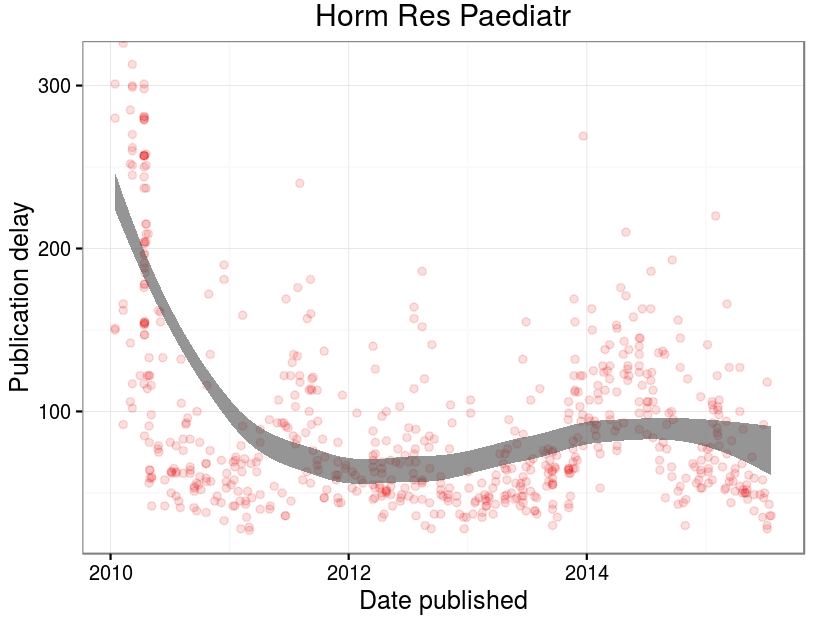 Horm Res Paediatr
Publication delay
300
200
100
2010
2012
2014
Date published